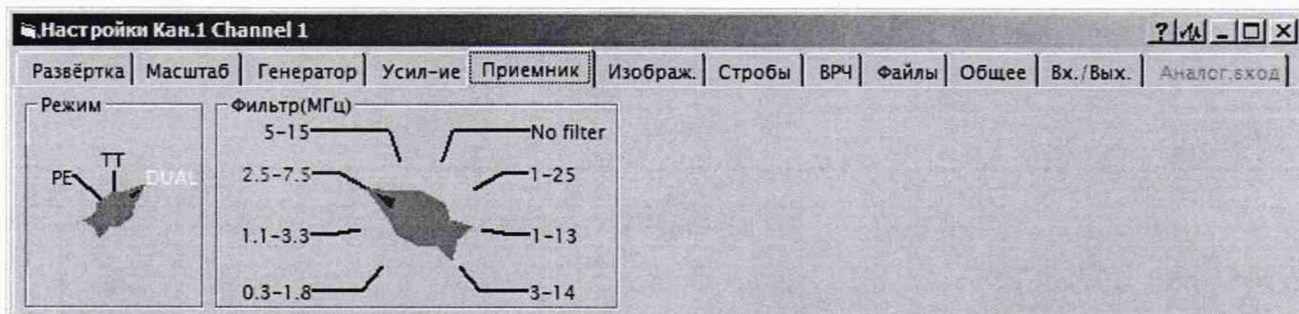 Настройки Кан.1 Channel 1
Развёртка Масштаб Генератор Усил-ие Приемник Изображ. Стробы ВРЧ Файлы Общее Вх./Вых. Аналог.вход
Режим
PE TT DUAL
Фильтр(МГц)
5-15 No filter
2.5-7.5 1-25
1.1-3.3 1-13
0.3-1.8 3-14